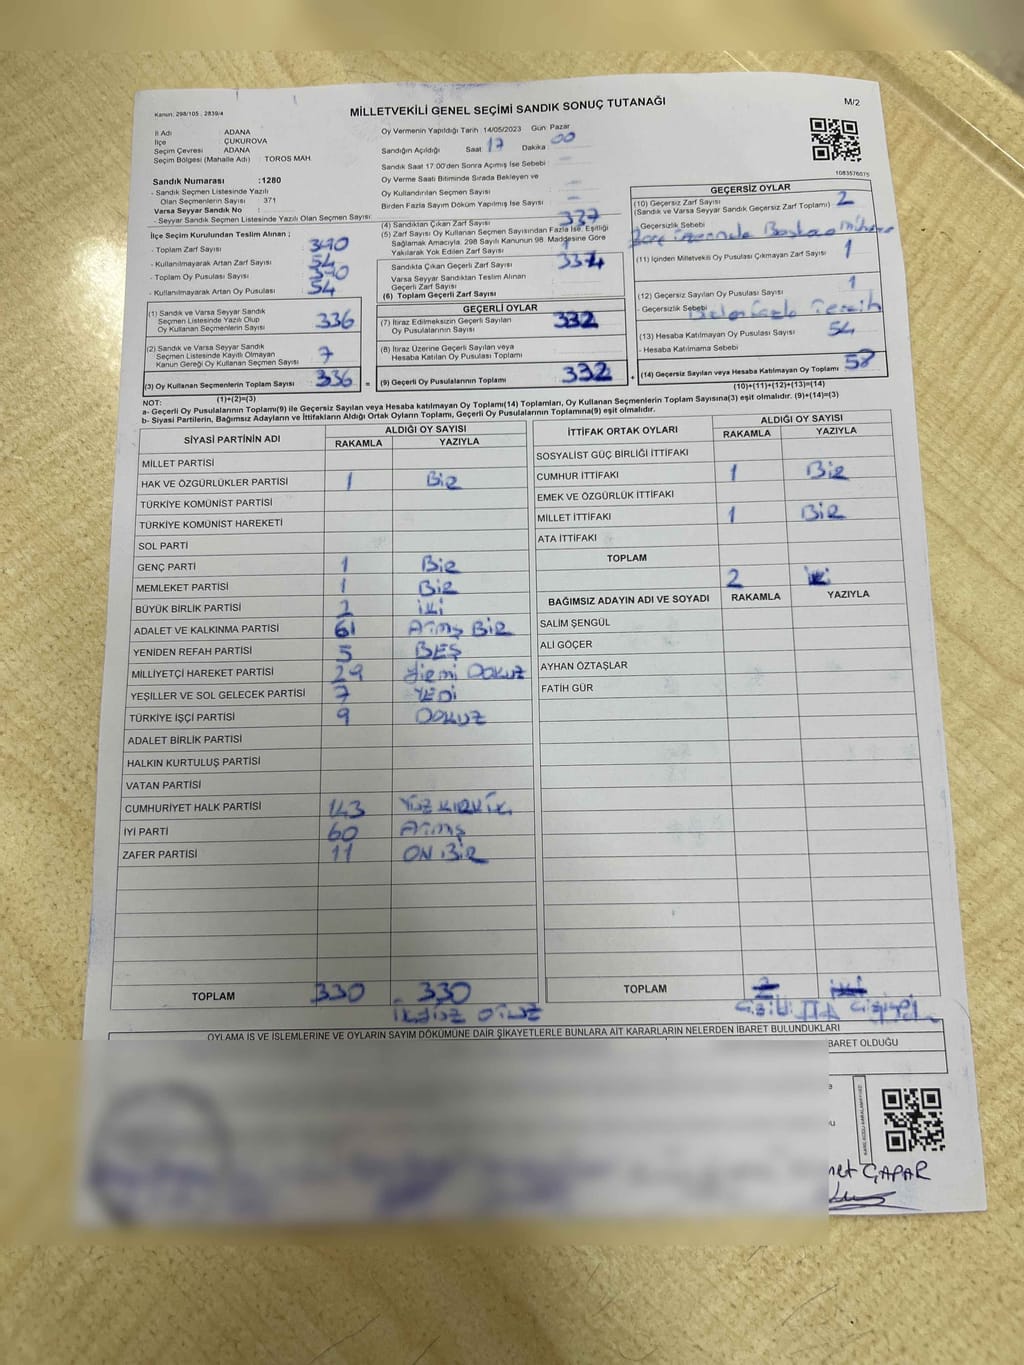 Kanun: 298/105 , 2839/4
MİLLETVEKİLİ GENEL SEÇİMİ SANDIK SONUÇ TUTANAĞI
M/2
İl Adı : ADANA
İlçe : ÇUKUROVA
Seçim Çevresi : ADANA
Seçim Bölgesi (Mahalle Adı) : TOROS MAH.
Sandık Numarası :1280
- Sandık Seçmen Listesinde Yazılı
Olan Seçmenlerin Sayısı : 371
Varsa Seyyar Sandık No :
- Seyyar Sandık Seçmen Listesinde Yazılı Olan Seçmen Sayısı:
İlçe Seçim Kurulundan Teslim Alınan ;
- Toplam Zarf Sayısı 390
- Kullanılmayarak Artan Zarf Sayısı 54
- Toplam Oy Pusulası Sayısı 390
- Kullanılmayarak Artan Oy Pusulası 54
(1) Sandık ve Varsa Seyyar Sandık
Seçmen Listesinde Yazılı Olup
Oy Kullanan Seçmenlerin Sayısı 336
(2) Sandık ve Varsa Seyyar Sandık
Seçmen Listesinde Kayıtlı Olmayan
Kanun Gereği Oy Kullanan Seçmen Sayısı 7
(3) Oy Kullanan Seçmenlerin Toplam Sayısı 336 =
(1)+(2)=(3)
Oy Vermenin Yapıldığı Tarih 14/05/2023 Gün: Pazar
Sandığın Açıldığı Saat 17 Dakika 00
Sandık Saat 17:00'den Sonra Açımış İse Sebebi
Oy Verme Saati Bitiminde Sırada Bekleyen ve
Oy Kullandırılan Seçmen Sayısı
Birden Fazla Sayım Döküm Yapılmış İse Sayısı
(4) Sandıktan Çıkan Zarf Sayısı 337
(5) Zarf Sayısı Oy Kullanan Seçmen Sayısından Fazla İse, Eşitliği
Sağlamak Amacıyla, 298 Sayılı Kanunun 98. Maddesine Göre
Yakılarak Yok Edilen Zarf Sayısı 1
Sandıkta Çıkan Geçerli Zarf Sayısı 334
Varsa Seyyar Sandıktan Teslim Alınan
Geçerli Zarf Sayısı
(6) Toplam Geçerli Zarf Sayısı
GEÇERLİ OYLAR
(7) İtiraz Edilmeksizin Geçerli Sayılan
Oy Pusulalarının Sayısı 332
(8) İtiraz Üzerine Geçerli Sayılan veya
Hesaba Katılan Oy Pusulası Toplamı
(9) Geçerli Oy Pusulalarının Toplamı 332 +
1083576075
GEÇERSİZ OYLAR
(10) Geçersiz Zarf Sayısı 2
(Sandık ve Varsa Seyyar Sandık Geçersiz Zarf Toplamı)
- Geçersizlik Sebebi
Başka
(11) İçinden Milletvekili Oy Pusulası Çıkmayan Zarf Sayısı 1
(12) Geçersiz Sayılan Oy Pusulası Sayısı 1
- Geçersizlik Sebebi Birden Fazla Tercih
(13) Hesaba Katılmayan Oy Pusulası Sayısı 54
- Hesaba Katılmama Sebebi
(14) Geçersiz Sayılan veya Hesaba Katılmayan Oy Toplamı 58
(10)+(11)+(12)+(13)=(14)
NOT:
a- Geçerli Oy Pusulalarının Toplamı(9) ile Geçersiz Sayılan veya Hesaba katılmayan Oy Toplamı(14) Toplamları, Oy Kullanan Seçmenlerin Toplam Sayısına(3) eşit olmalıdır. (9)+(14)=(3)
b- Siyasi Partilerin, Bağımsız Adayların ve İttifakların Aldığı Ortak Oyların Toplamı, Geçerli Oy Pusulalarının Toplamına(9) eşit olmalıdır.
SİYASİ PARTİNİN ADI ALDIĞI OY SAYISI
RAKAMLA YAZIYLA
MİLLET PARTİSİ
HAK VE ÖZGÜRLÜKLER PARTİSİ 1 Bir
TÜRKİYE KOMÜNİST PARTİSİ
TÜRKİYE KOMÜNİST HAREKETİ
SOL PARTİ
GENÇ PARTİ 1 Bir
MEMLEKET PARTİSİ 1 Bir
BÜYÜK BİRLİK PARTİSİ 2 iki
ADALET VE KALKINMA PARTİSİ 61 Atmış Bir
YENİDEN REFAH PARTİSİ 5 BEŞ
MİLLİYETÇİ HAREKET PARTİSİ 29 Yirmi Dokuz
YEŞİLLER VE SOL GELECEK PARTİSİ 7 YEDİ
TÜRKİYE İŞÇİ PARTİSİ 9 DOKUZ
ADALET BİRLİK PARTİSİ
HALKIN KURTULUŞ PARTİSİ
VATAN PARTİSİ
CUMHURİYET HALK PARTİSİ 143 YÜZ
İYİ PARTİ 60 Atmış
ZAFER PARTİSİ 11 ON BİR
TOPLAM 330 330
OTUZ
İTTİFAK ORTAK OYLARI ALDIĞI OY SAYISI
RAKAMLA YAZIYLA
SOSYALİST GÜÇ BİRLİĞİ İTTİFAKI
CUMHUR İTTİFAKI 1 Bir
EMEK VE ÖZGÜRLÜK İTTİFAKI
MİLLET İTTİFAKI 1 Bir
ATA İTTİFAKI
TOPLAM
2 iki
BAĞIMSIZ ADAYIN ADI VE SOYADI RAKAMLA YAZIYLA
SALİM ŞENGÜL
ALİ GÖÇER
AYHAN ÖZTAŞLAR
FATİH GÜR
TOPLAM
OYLAMA İŞ VE İŞLEMLERİNE VE OYLARIN SAYIM DÖKÜMÜNE DAİR ŞİKAYETLERLE BUNLARA AİT KARARLARIN NELERDEN İBARET BULUNDUKLARI
BARET OLDUĞU
ÇAPAR